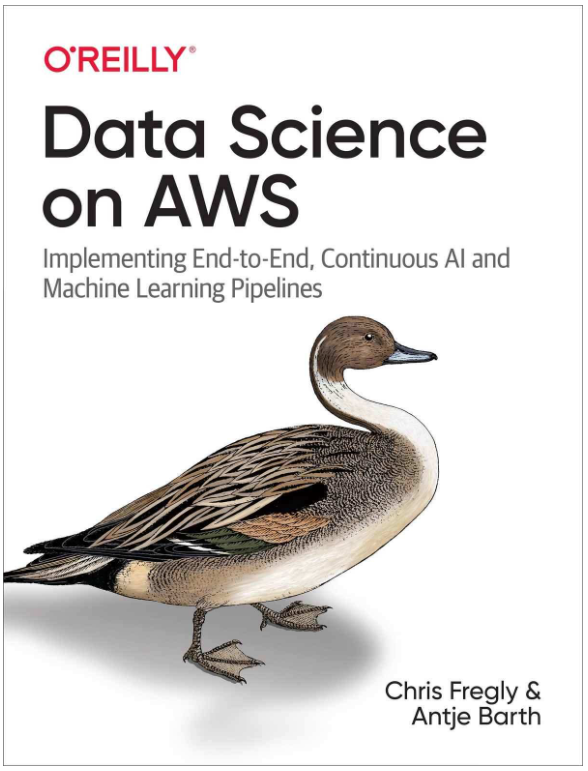 O'REILLY®
Data Science
on AWS
Implementing End-to-End, Continuous AI and
Machine Learning Pipelines
Chris Fregly &
Antje Barth